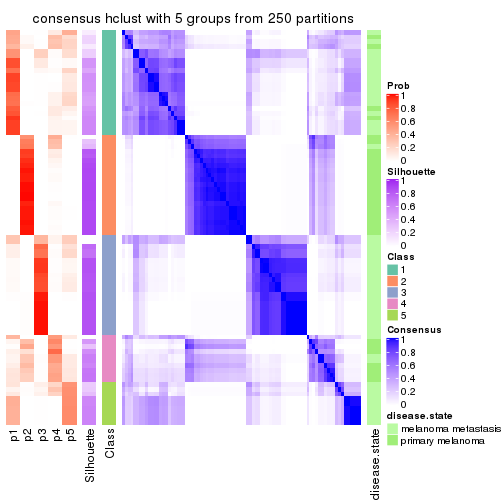 consensus hclust with 5 groups from 250 partitions
Prob
1
0.8
0.6
0.4
0.2
0
Silhouette
1
0.8
0.6
0.4
0.2
0
Class
1
2
3
4
5
Consensus
1
0.8
0.6
0.4
0.2
0
disease.state
melanoma metastasis
primary melanoma
p1
p2
p3
p4
p5
Silhouette
Class
disease.state